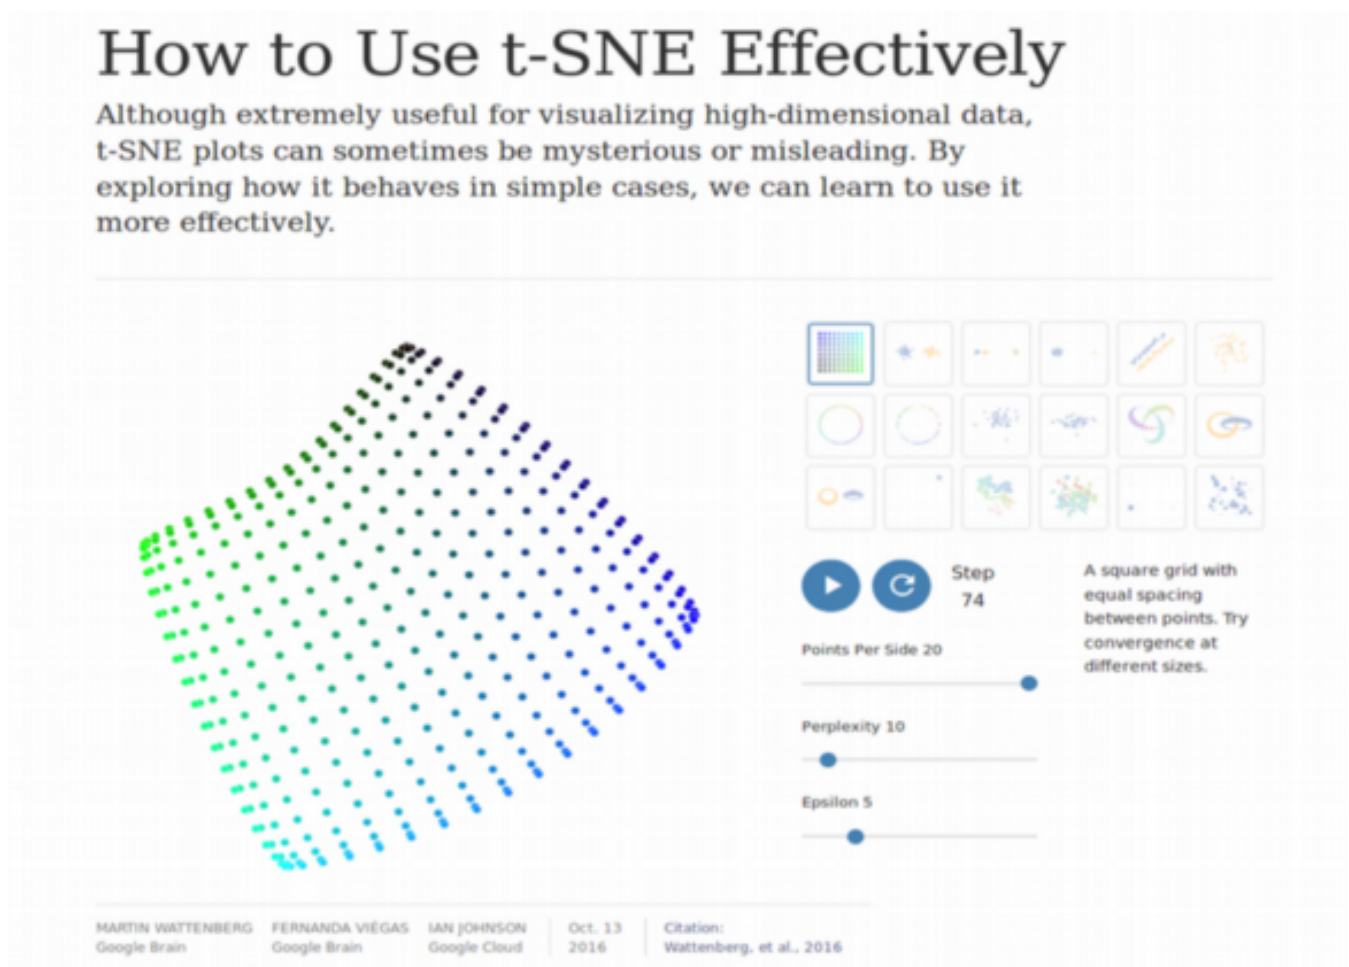 How to Use t-SNE Effectively
Although extremely useful for visualizing high-dimensional data,
t-SNE plots can sometimes be mysterious or misleading. By
exploring how it behaves in simple cases, we can learn to use it
more effectively.
Step
74
A square grid with
equal spacing
between points. Try
convergence at
different sizes.
Points Per Side 20
Perplexity 10
Epsilon 5
MARTIN WATTENBERG
Google Brain
FERNANDA VIÉGAS
Google Brain
IAN JOHNSON
Google Cloud
Oct. 13
2016
Citation:
Wattenberg, et al., 2016